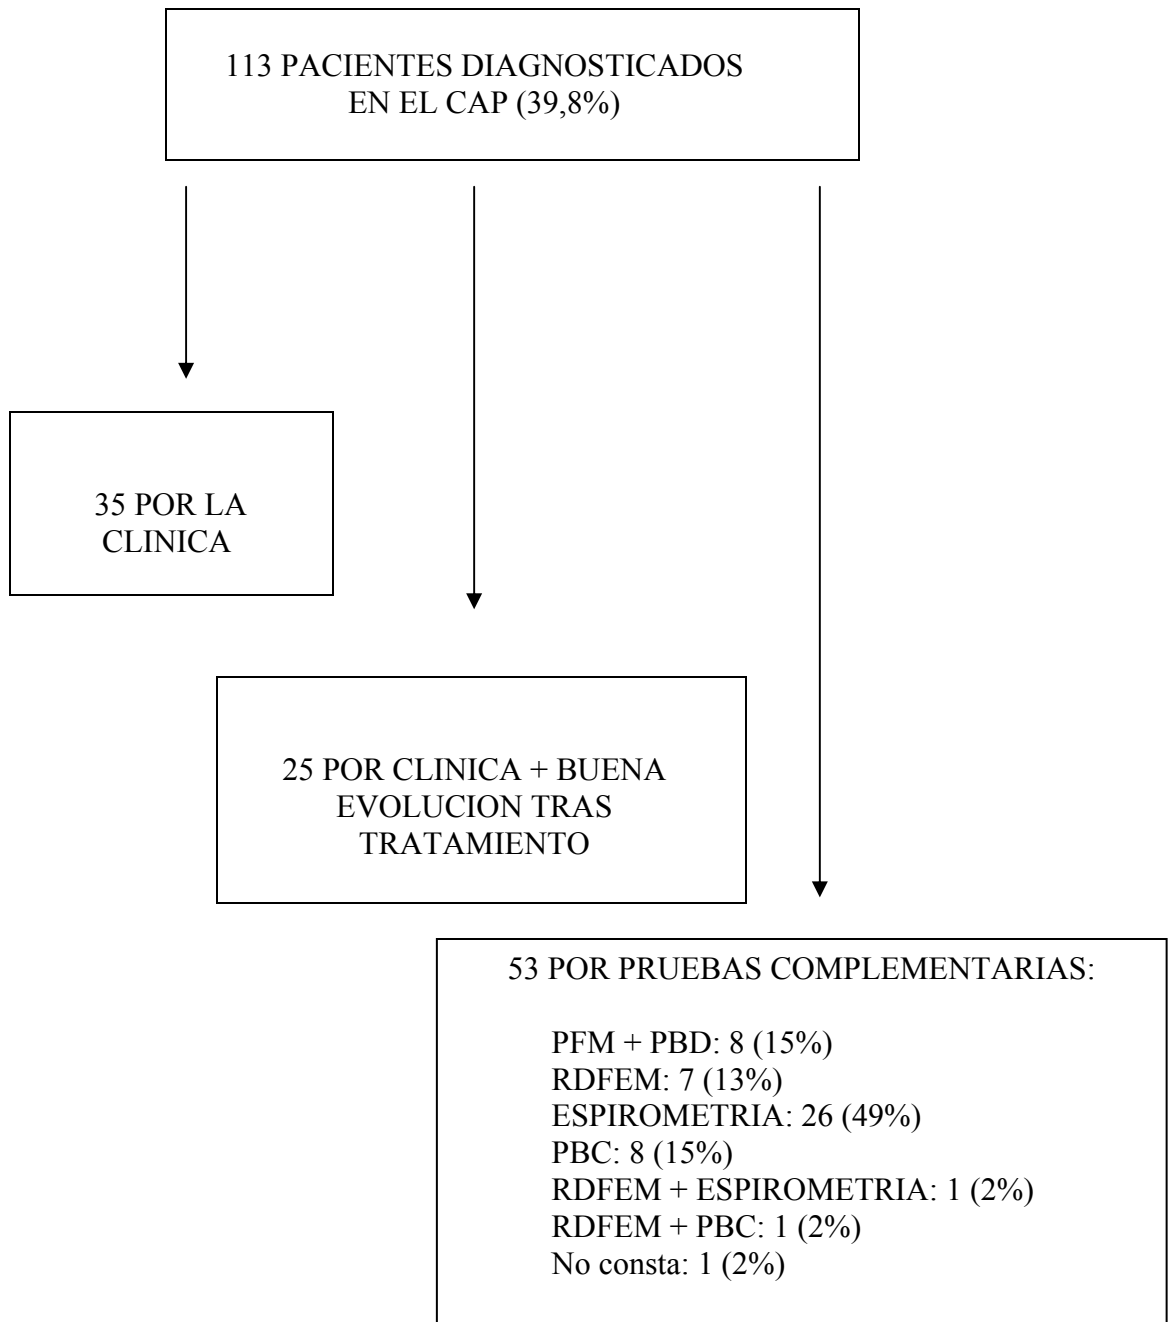 113 PACIENTES DIAGNOSTICADOS
EN EL CAP (39,8%)
35 POR LA
CLINICA
25 POR CLINICA + BUENA
EVOLUCION TRAS
TRATAMIENTO
53 POR PRUEBAS COMPLEMENTARIAS:
PFM + PBD: 8 (15%)
RDFEM: 7 (13%)
ESPIROMETRIA: 26 (49%)
PBC: 8 (15%)
RDFEM + ESPIROMETRIA: 1 (2%)
RDFEM + PBC: 1 (2%)
No consta: 1 (2%)